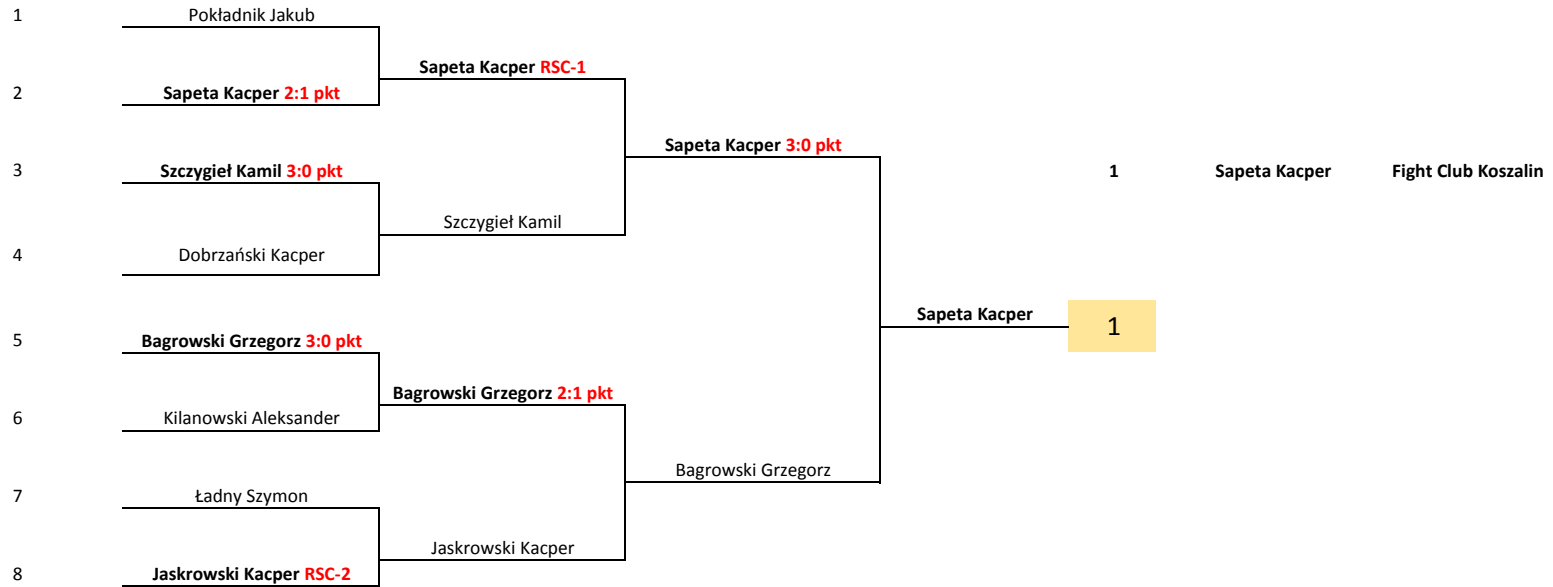 1 Pokładnik Jakub
Sapeta Kacper RSC-1
2 Sapeta Kacper 2:1 pkt
Sapeta Kacper 3:0 pkt
3 Szczygieł Kamil 3:0 pkt 1 Sapeta Kacper Fight Club Koszalin
Szczygieł Kamil
4 Dobrzański Kacper
Sapeta Kacper 1
5 Bagrowski Grzegorz 3:0 pkt
Bagrowski Grzegorz 2:1 pkt
6 Kilanowski Aleksander
Bagrowski Grzegorz
7 Ładny Szymon
Jaskrowski Kacper
8 Jaskrowski Kacper RSC-2